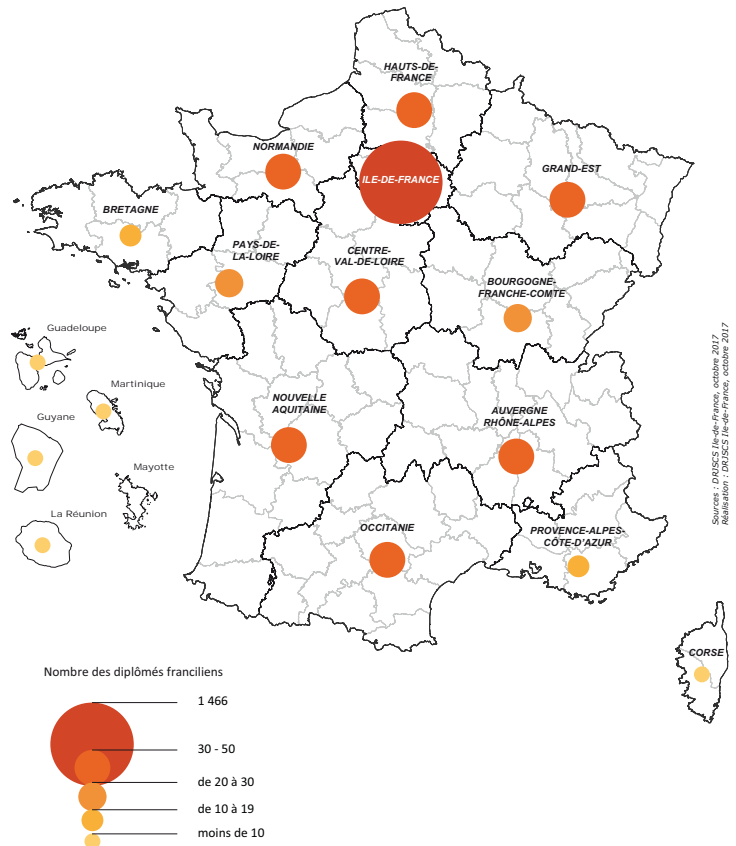 HAUTS-DE-
FRANCE
NORMANDIE
ILE-DE-FRANCE
GRAND-EST
BRETAGNE
PAYS-DE-
LA-LOIRE
CENTRE-
VAL-DE-LOIRE
BOURGOGNE-
FRANCHE-COMTE
Guadeloupe
Martinique
Guyane
NOUVELLE
AQUITAINE
AUVERGNE
RHÔNE-ALPES
Mayotte
La Réunion
OCCITANIE
PROVENCE-ALPES-
CÔTE-D'AZUR
CORSE
Sources : DRJSCS Ile-de-France, octobre 2017
Réalisation : DRJSCS Ile-de-France, octobre 2017
Nombre des diplômés franciliens
1 466
30 - 50
de 20 à 30
de 10 à 19
moins de 10